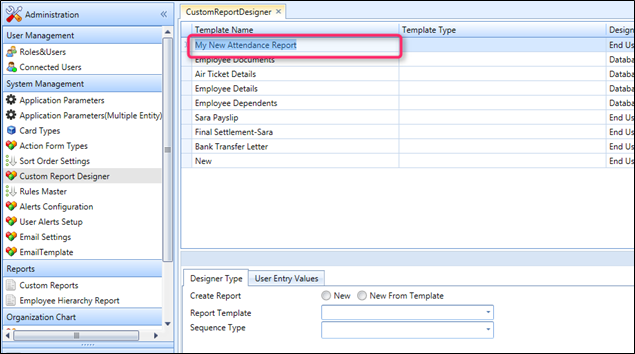 Administration
User Management
Roles&Users
Connected Users
System Management
Application Parameters
Application Parameters(Multiple Entity)
Card Types
Action Form Types
Sort Order Settings
Custom Report Designer
Rules Master
Alerts Configuration
User Alerts Setup
Email Settings
EmailTemplate
Reports
Custom Reports
Employee Hierarchy Report
Organization Chart
CustomReportDesigner
Template Name Template Type Design
My New Attendance Report End Us
Employee Documents Databa
Air Ticket Details Databa
Employee Details Databa
Employee Dependents Databa
Sara Payslip End Us
Final Settlement-Sara End Us
Bank Transfer Letter End Us
New End Us
Designer Type User Entry Values
Create Report New New From Template
Report Template
Sequence Type